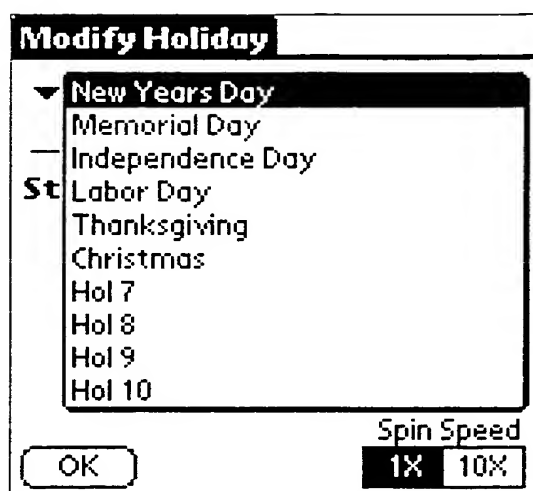 Modify Holiday
New Years Day
Memorial Day
Independence Day
St Labor Day
Thanksgiving
Christmas
Hol 7
Hol 8
Hol 9
Hol 10
Spin Speed
OK 1X 10X